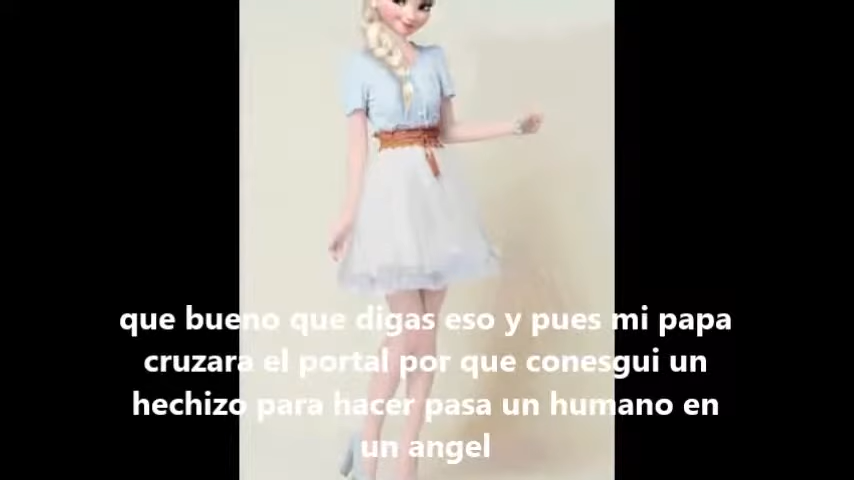 que bueno que digas eso y pues mi papa
cruzara el portal por que conesgui un
hechizo para hacer pasa un humano en
un angel